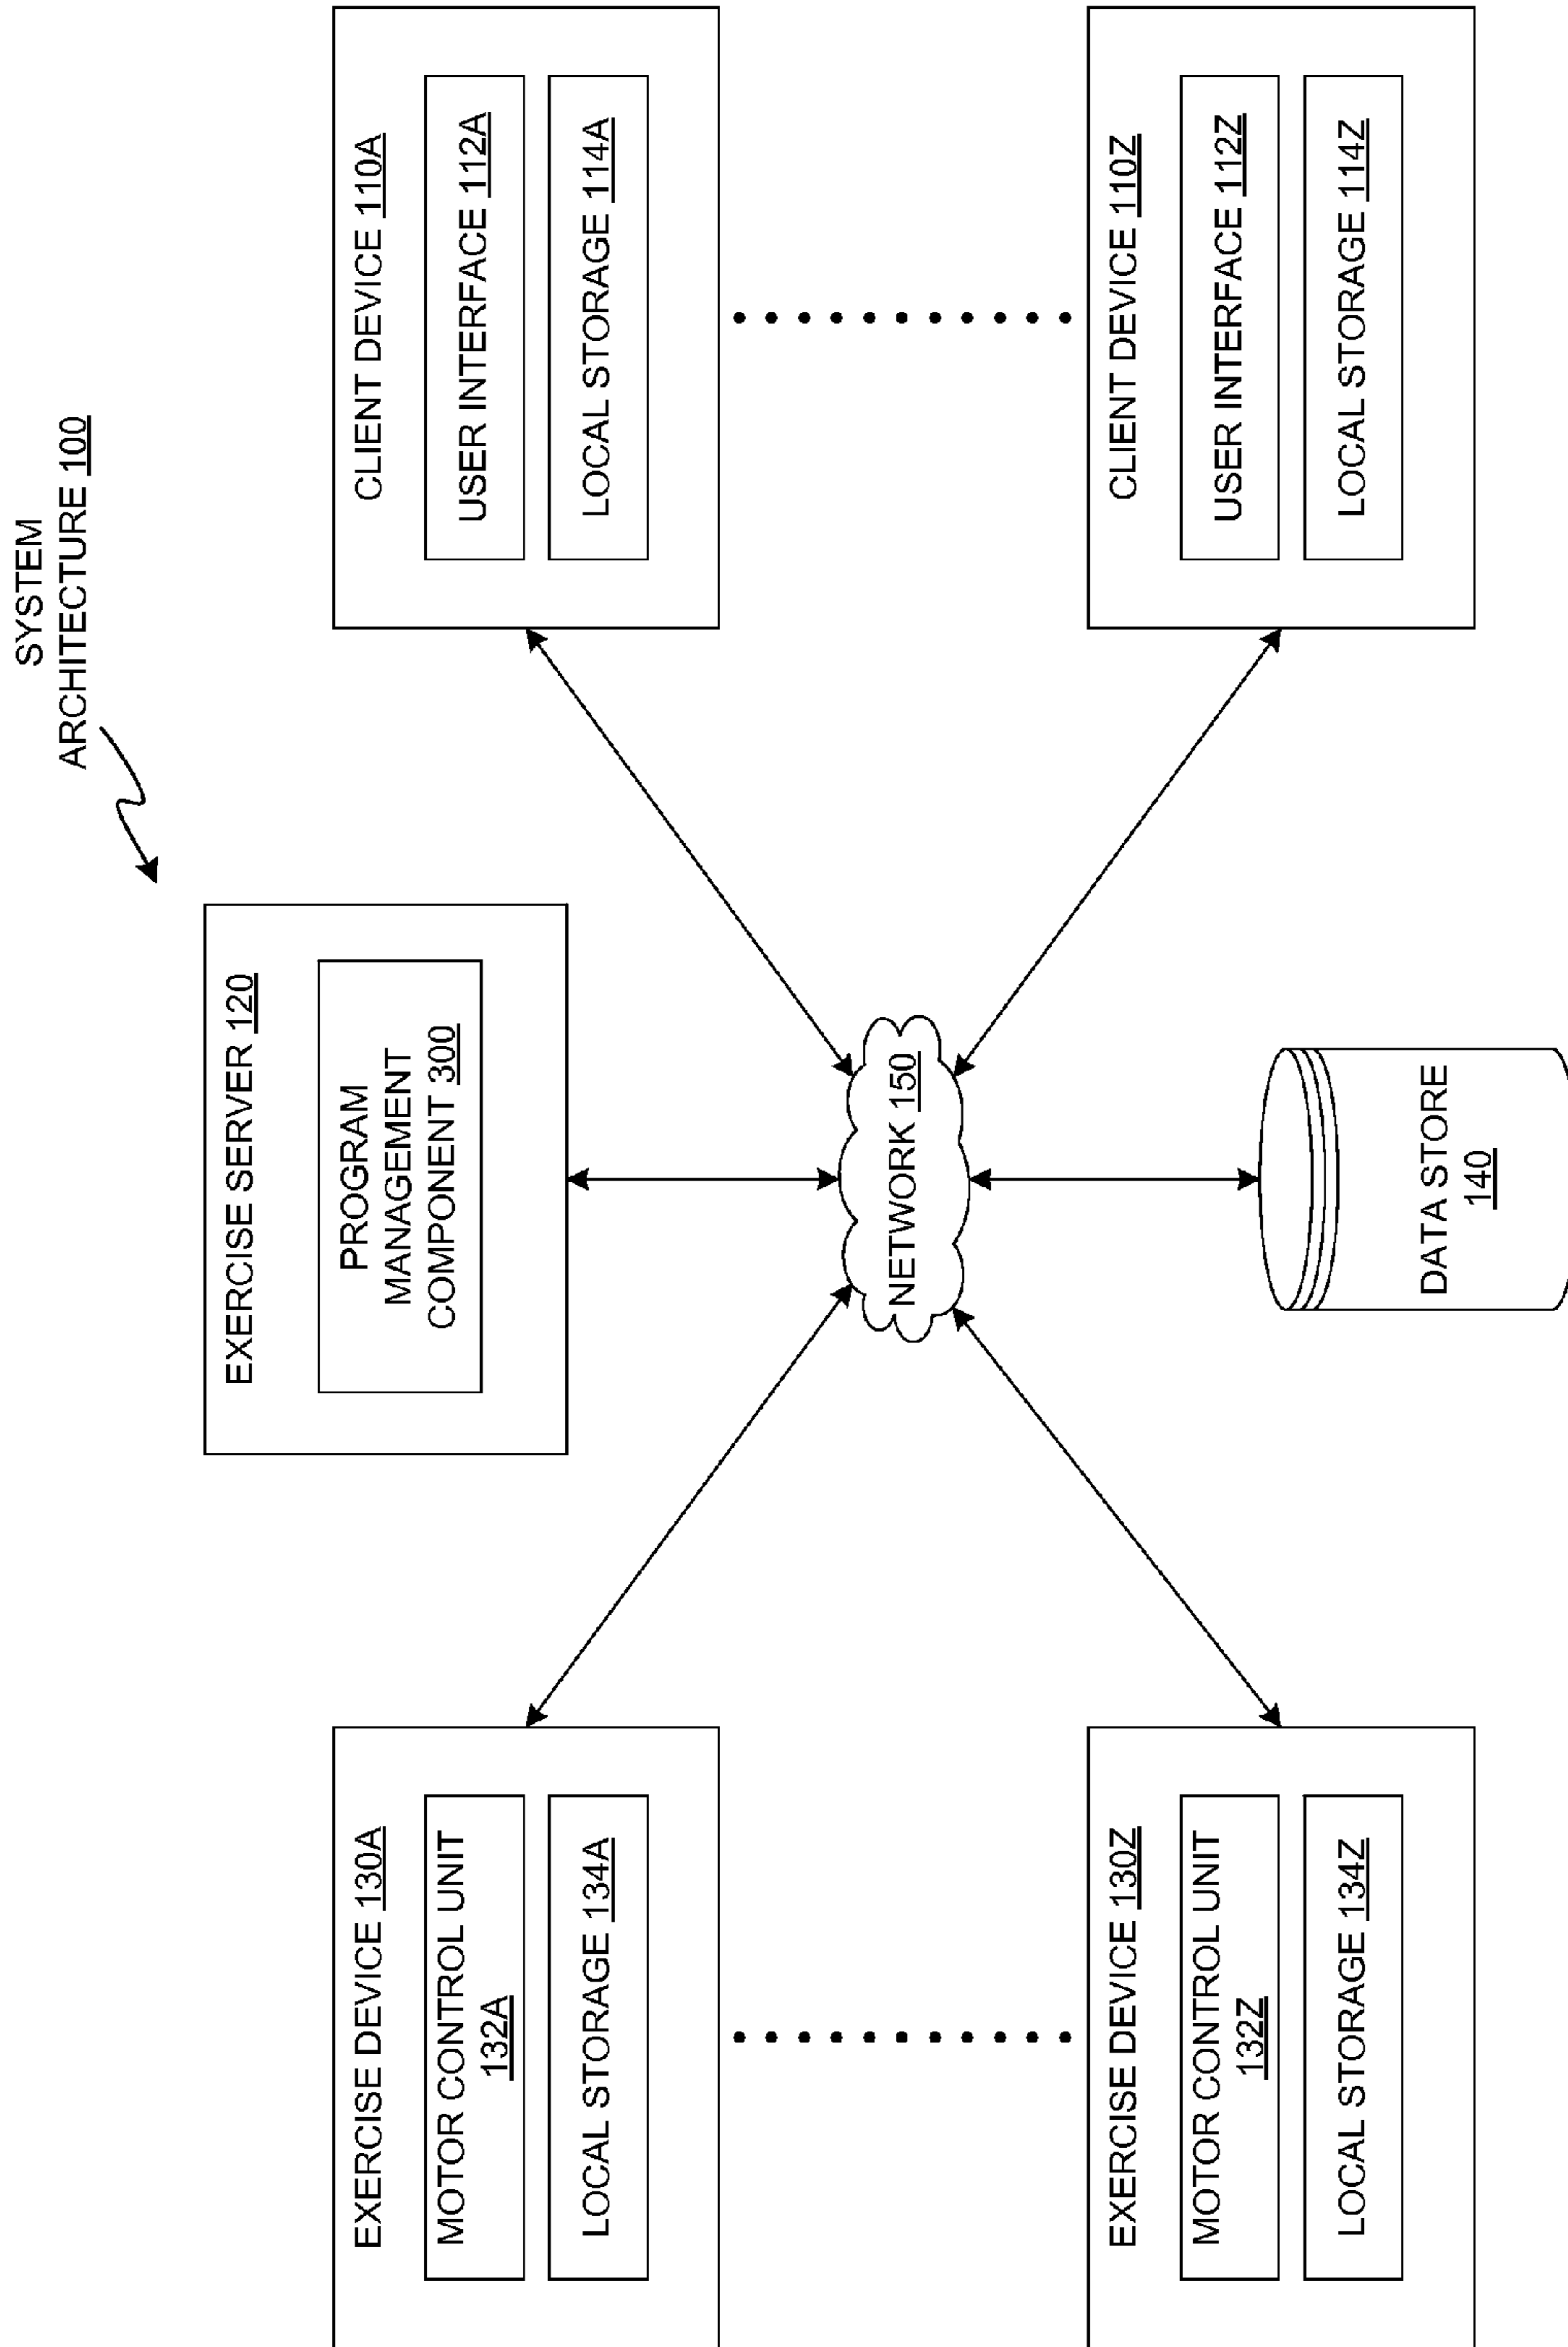 SYSTEM
ARCHITECTURE 100
EXERCISE SERVER 120
PROGRAM
MANAGEMENT
COMPONENT 300
EXERCISE DEVICE 130A
MOTOR CONTROL UNIT
132A
LOCAL STORAGE 134A
CLIENT DEVICE 110A
USER INTERFACE 112A
LOCAL STORAGE 114A
NETWORK 150
EXERCISE DEVICE 130Z
MOTOR CONTROL UNIT
132Z
LOCAL STORAGE 134Z
CLIENT DEVICE 110Z
USER INTERFACE 112Z
LOCAL STORAGE 114Z
DATA STORE
140